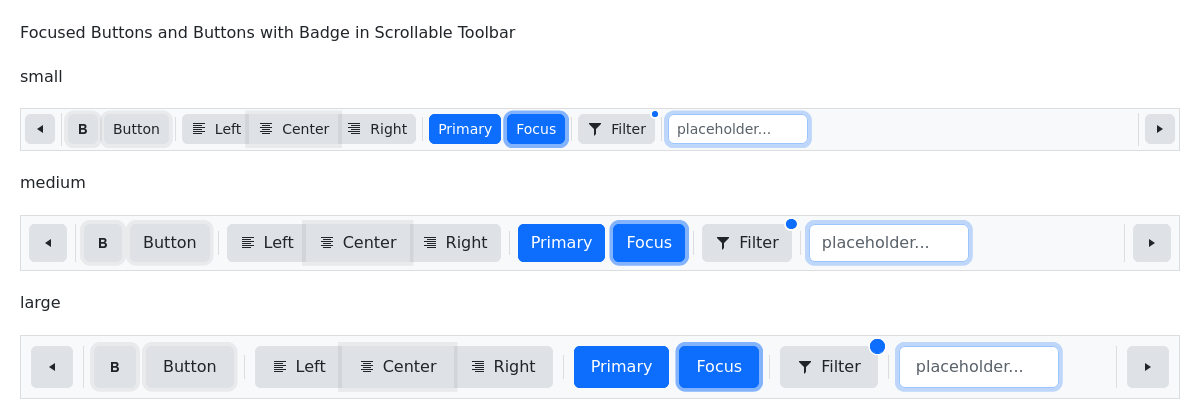 Focused Buttons and Buttons with Badge in Scrollable Toolbar
small
B Button Left Center Right Primary Focus Filter placeholder...
medium
B Button Left Center Right Primary Focus Filter placeholder...
large
B Button Left Center Right Primary Focus Filter placeholder...